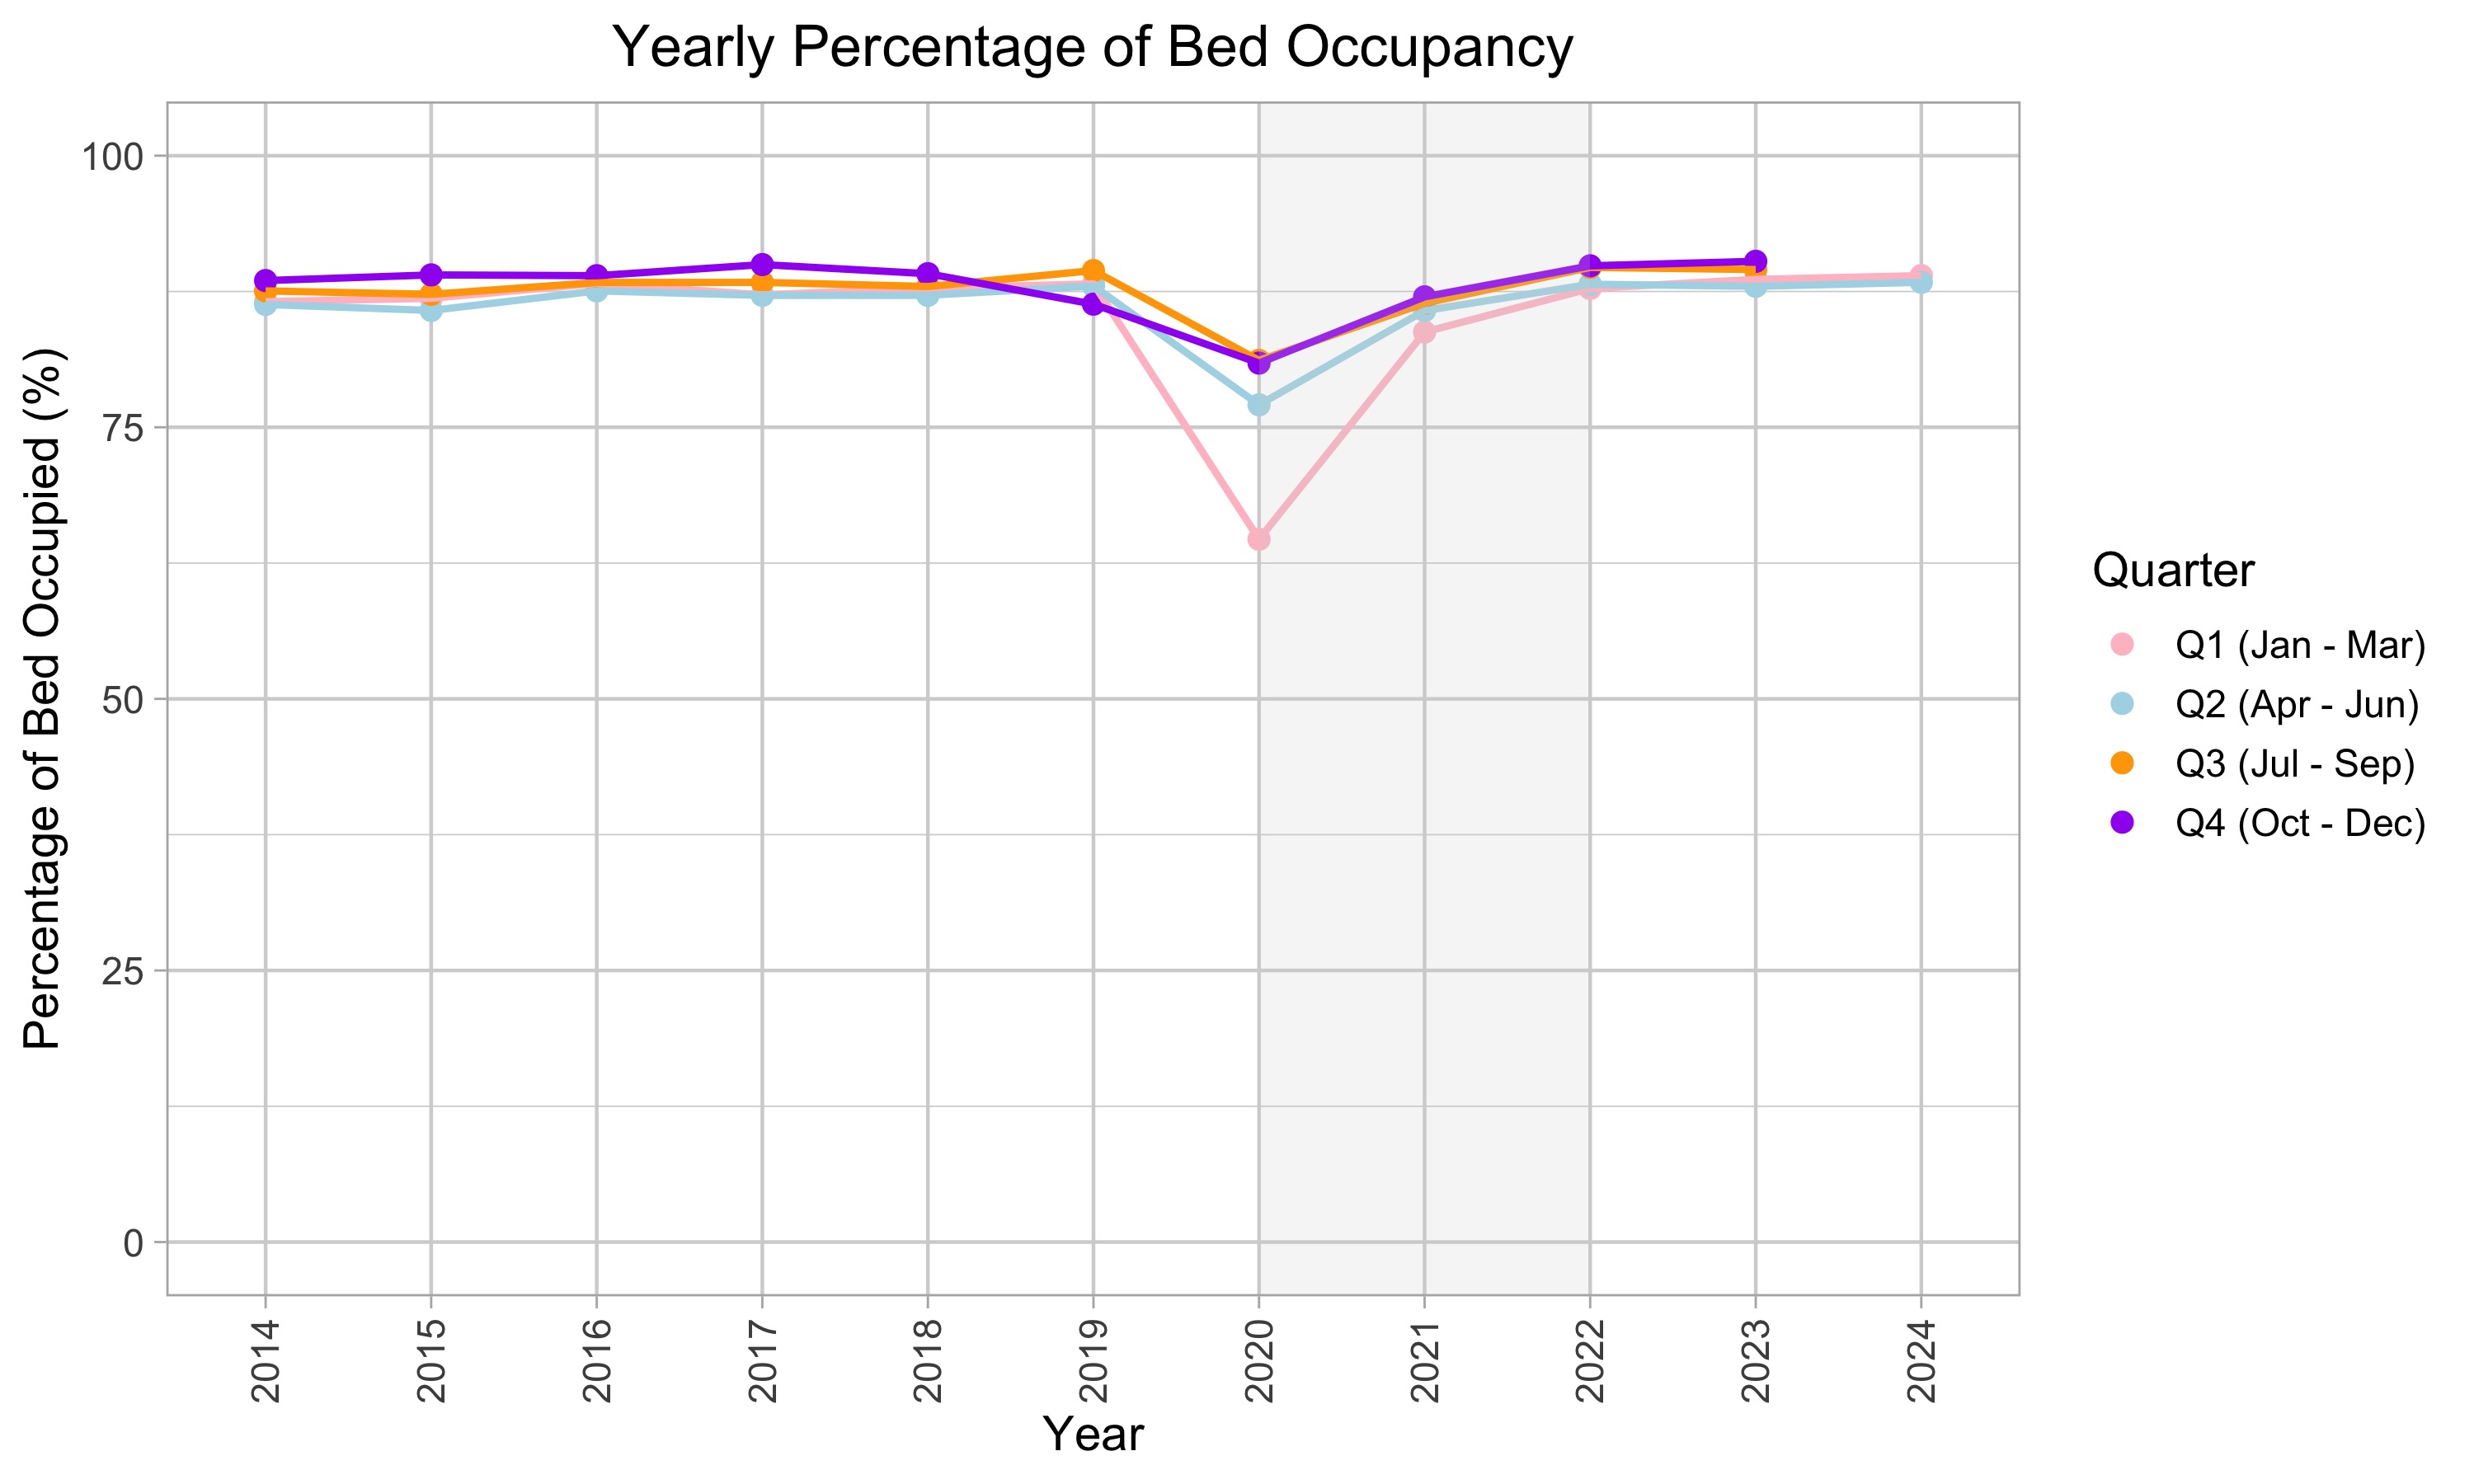 Yearly Percentage of Bed Occupancy
Percentage of Bed Occupied (%)
100
75
50
25
0
2014
2015
2016
2017
2018
2019
2020
2021
2022
2023
2024
Year
Quarter
Q1 (Jan - Mar)
Q2 (Apr - Jun)
Q3 (Jul - Sep)
Q4 (Oct - Dec)